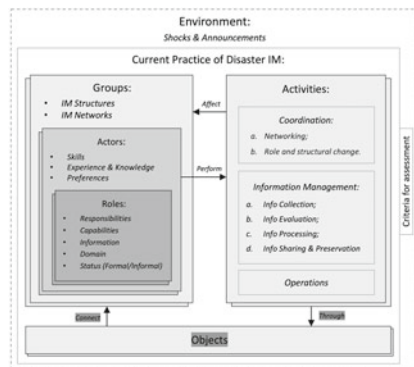 Environment:
Shocks & Announcements
Current Practice of Disaster IM:
Groups:
• IM Structures
• IM Networks
Actors:
• Skills
• Experience & Knowledge
• Preferences
Roles:
• Responsibilities
• Capabilities
• Information
• Domain
• Status (Formal/Informal)
Affect
Perform
Activities:
Coordination:
a. Networking;
b. Role and structural change.
Information Management:
a. Info Collection;
b. Info Evaluation;
c. Info Processing;
d. Info Sharing & Preservation
Operations
Criteria for assessment
Connect
Through
Objects